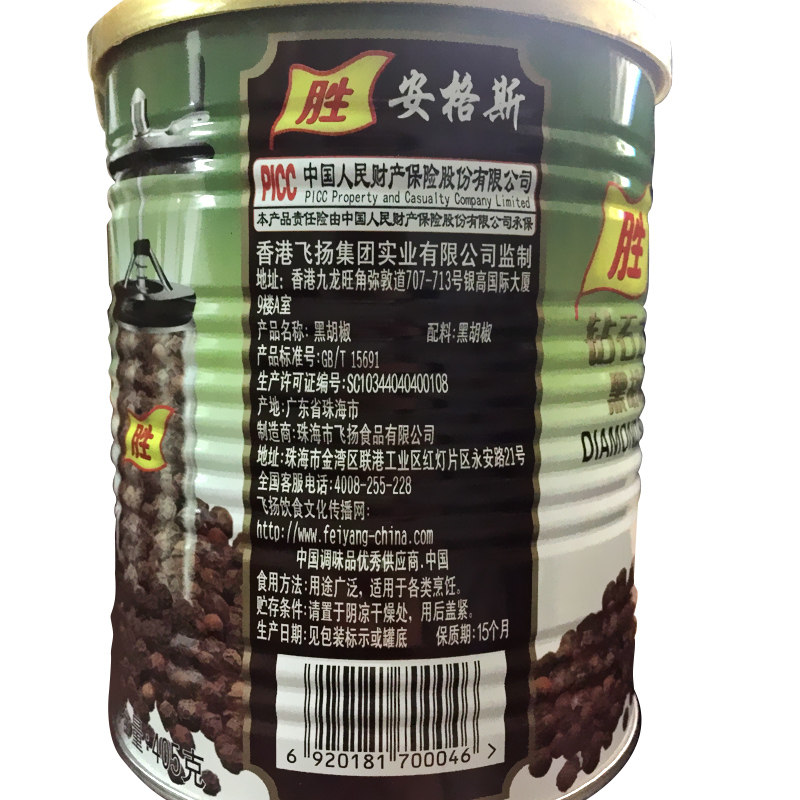 胜 安格斯
PICC 中国人民财产保险股份有限公司
PICC Property and Casualty Company Limited
本产品责任险由中国人民财产保险股份有限公司承保
香港飞扬集团实业有限公司监制
地址: 香港九龙旺角弥敦道707-713号银高国际大厦
9楼A室
产品名称: 黑胡椒 配料: 黑胡椒
产品标准号: GB/T 15691
生产许可证编号: SC10344040400108
产地: 广东省珠海市
制造商: 珠海市飞扬食品有限公司
地址: 珠海市金湾区联港工业区红灯片区永安路21号
全国客服电话: 4008-255-228
飞扬饮食文化传播网:
http://www.feiyang-china.com
中国调味品优秀供应商.中国
食用方法: 用途广泛, 适用于各类烹饪.
贮存条件: 请置于阴凉干燥处, 用后盖紧.
生产日期: 见包装标示或罐底 保质期: 15个月
6 920181 700046 >
胜
405克
胜
钻石
黑
DIAMON